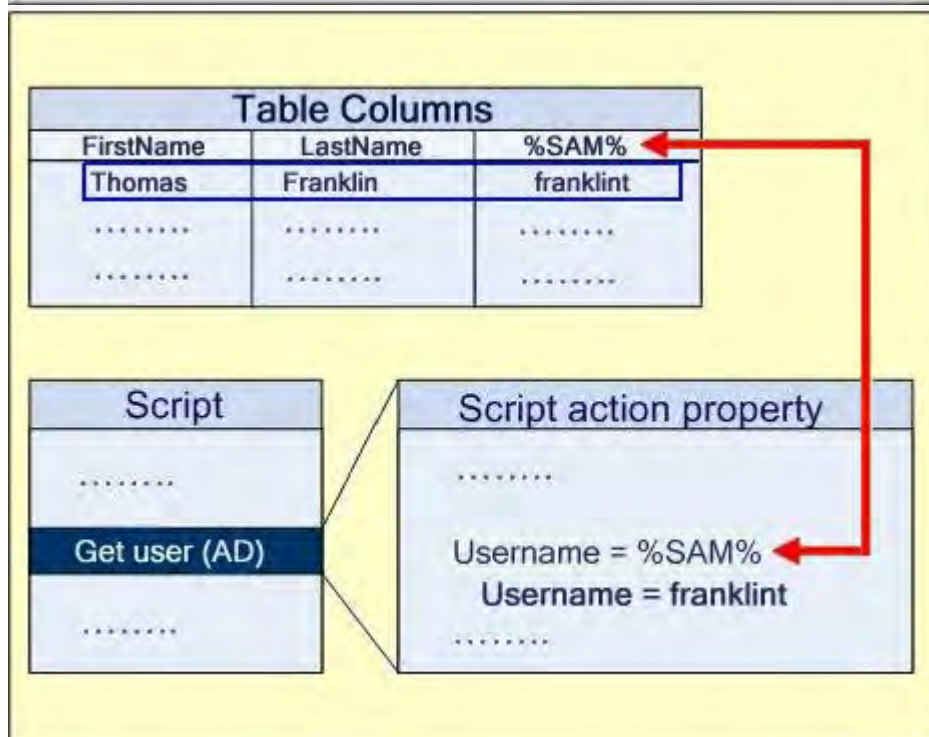 Table Columns
FirstName LastName %SAM%
Thomas Franklin franklint
........ ........ ........
........ ........ ........
Script
........
Get user (AD)
........
Script action property
........
Username = %SAM%
Username = franklint
........